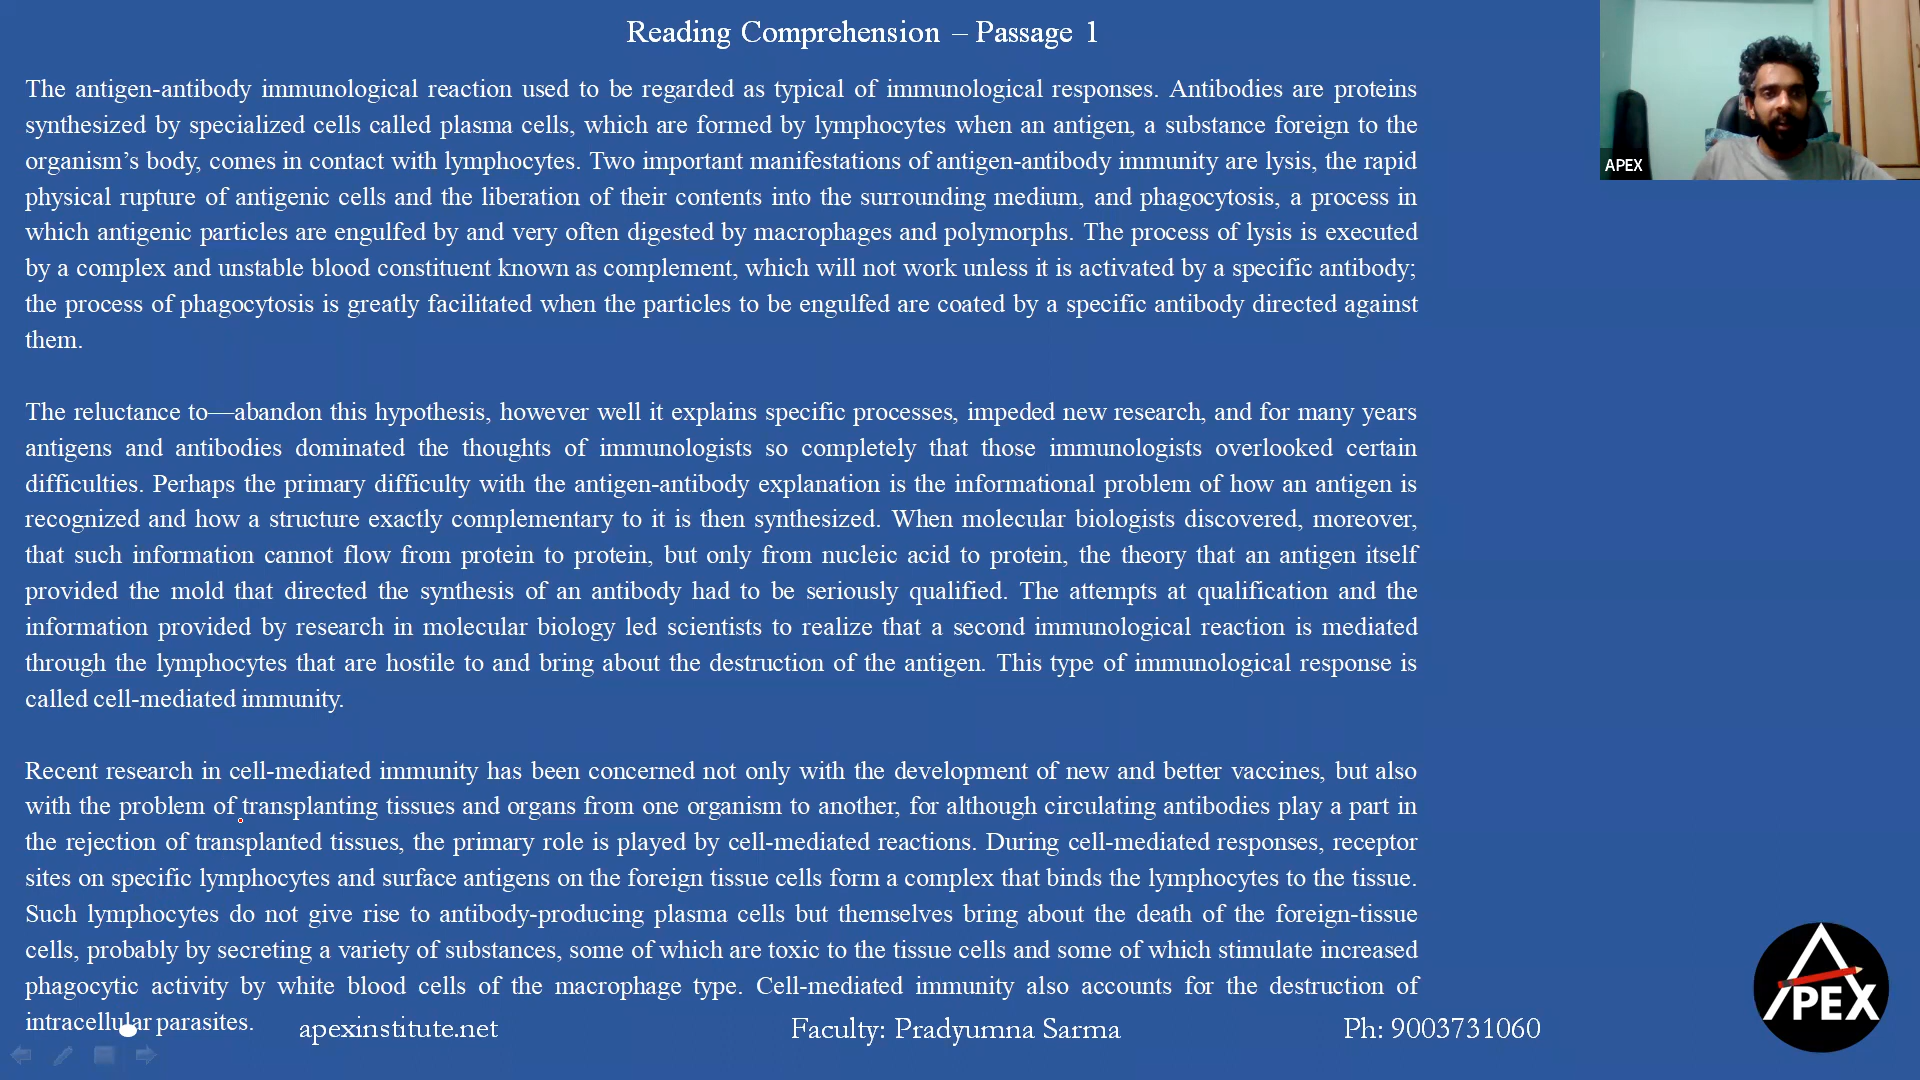 Reading Comprehension – Passage 1
The antigen-antibody immunological reaction used to be regarded as typical of immunological responses. Antibodies are proteins
synthesized by specialized cells called plasma cells, which are formed by lymphocytes when an antigen, a substance foreign to the
organism’s body, comes in contact with lymphocytes. Two important manifestations of antigen-antibody immunity are lysis, the rapid
physical rupture of antigenic cells and the liberation of their contents into the surrounding medium, and phagocytosis, a process in
which antigenic particles are engulfed by and very often digested by macrophages and polymorphs. The process of lysis is executed
by a complex and unstable blood constituent known as complement, which will not work unless it is activated by a specific antibody;
the process of phagocytosis is greatly facilitated when the particles to be engulfed are coated by a specific antibody directed against
them.
The reluctance to—abandon this hypothesis, however well it explains specific processes, impeded new research, and for many years
antigens and antibodies dominated the thoughts of immunologists so completely that those immunologists overlooked certain
difficulties. Perhaps the primary difficulty with the antigen-antibody explanation is the informational problem of how an antigen is
recognized and how a structure exactly complementary to it is then synthesized. When molecular biologists discovered, moreover,
that such information cannot flow from protein to protein, but only from nucleic acid to protein, the theory that an antigen itself
provided the mold that directed the synthesis of an antibody had to be seriously qualified. The attempts at qualification and the
information provided by research in molecular biology led scientists to realize that a second immunological reaction is mediated
through the lymphocytes that are hostile to and bring about the destruction of the antigen. This type of immunological response is
called cell-mediated immunity.
Recent research in cell-mediated immunity has been concerned not only with the development of new and better vaccines, but also
with the problem of transplanting tissues and organs from one organism to another, for although circulating antibodies play a part in
the rejection of transplanted tissues, the primary role is played by cell-mediated reactions. During cell-mediated responses, receptor
sites on specific lymphocytes and surface antigens on the foreign tissue cells form a complex that binds the lymphocytes to the tissue.
Such lymphocytes do not give rise to antibody-producing plasma cells but themselves bring about the death of the foreign-tissue
cells, probably by secreting a variety of substances, some of which are toxic to the tissue cells and some of which stimulate increased
phagocytic activity by white blood cells of the macrophage type. Cell-mediated immunity also accounts for the destruction of
intracellular parasites.
apexinstitute.net
Faculty: Pradyumna Sarma
Ph: 9003731060
APEX
APEX